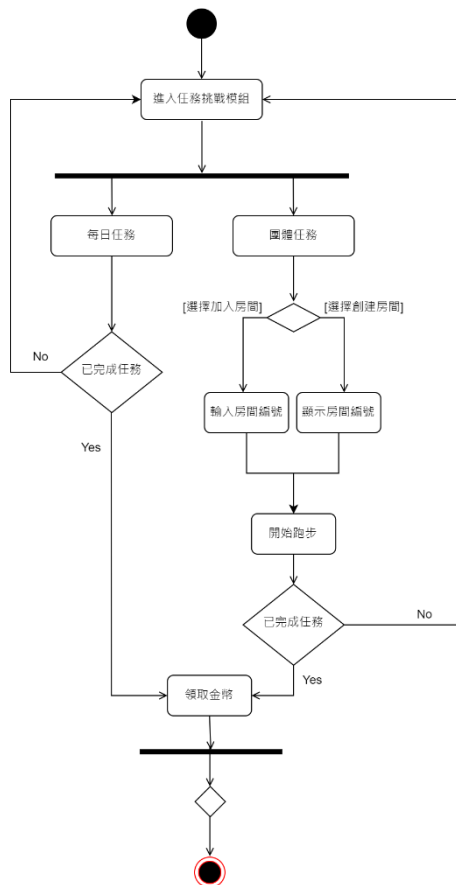 進入任務挑戰模組
每日任務
團體任務
[選擇加入房間]
[選擇創建房間]
No
已完成任務
輸入房間編號
顯示房間編號
Yes
開始跑步
已完成任務
No
Yes
領取金幣